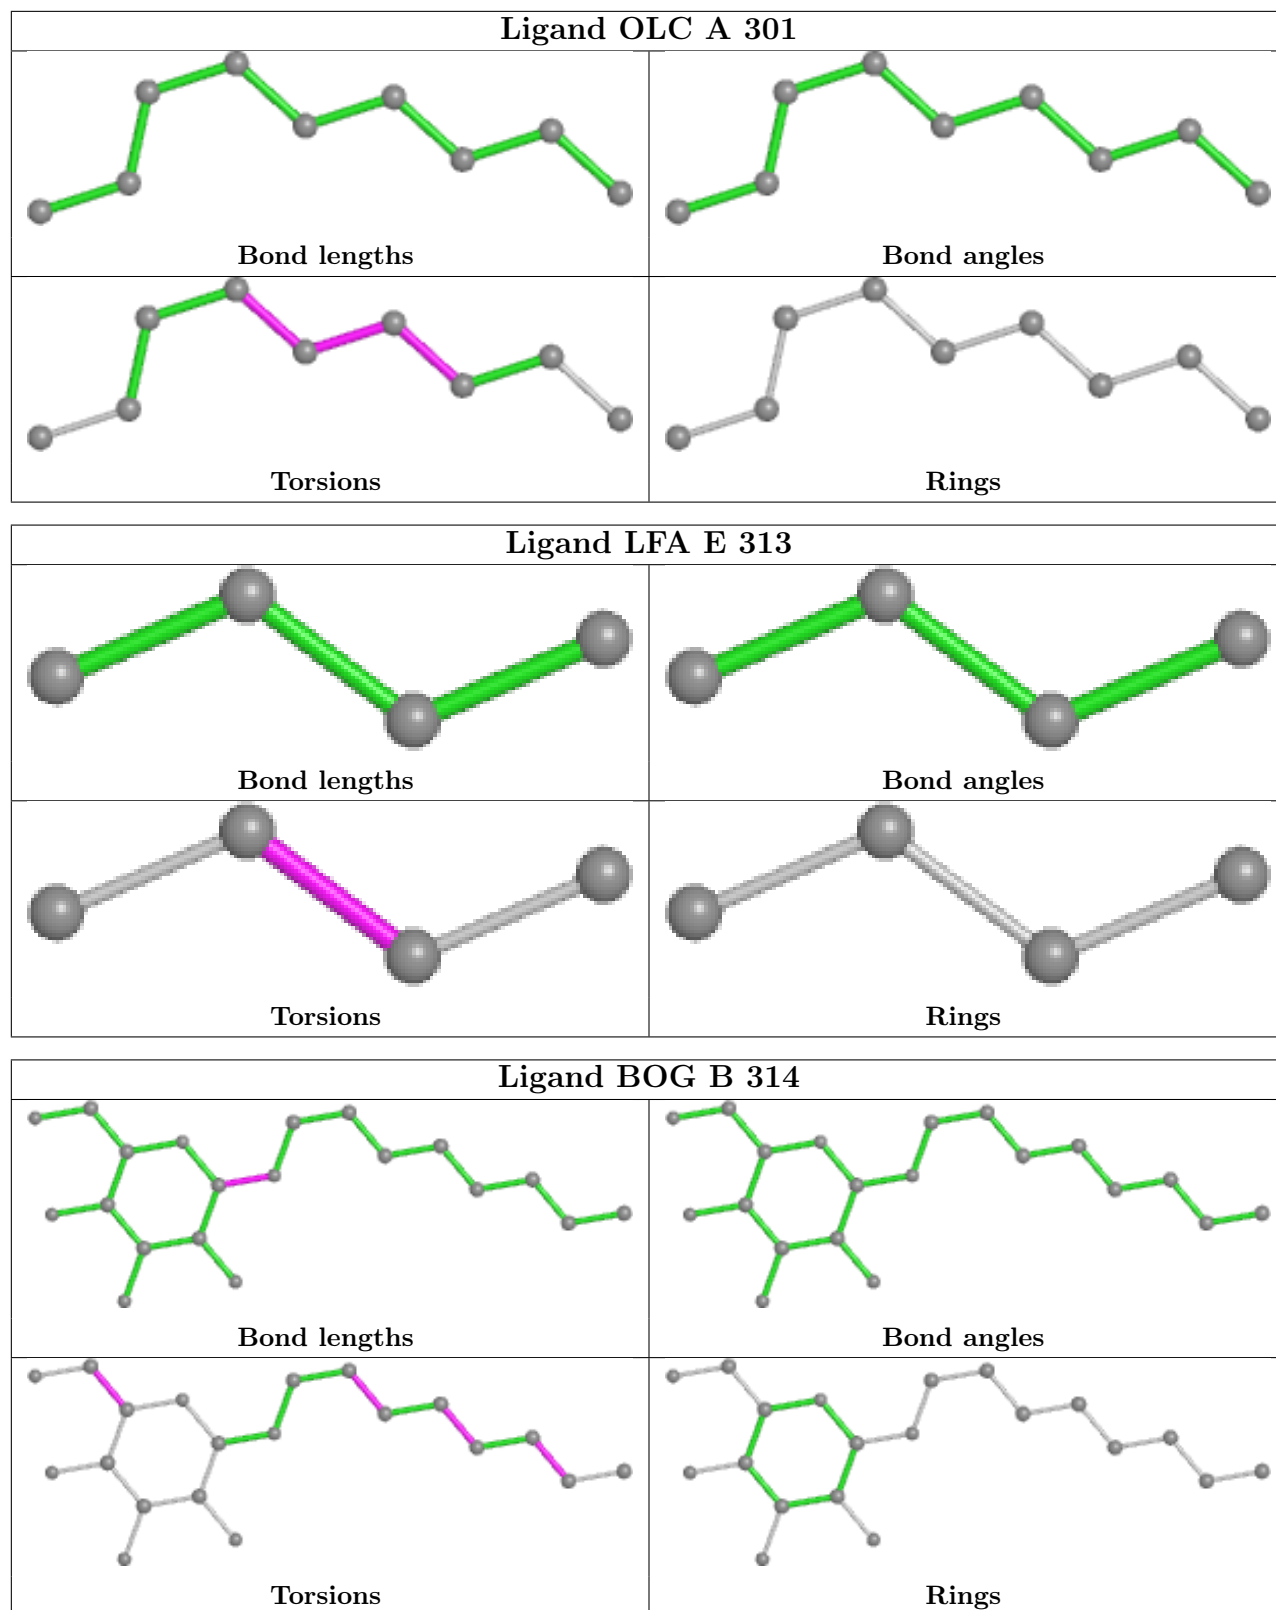 Ligand OLC A 301
Bond lengths
Bond angles
Torsions
Rings
Ligand LFA E 313
Bond lengths
Bond angles
Torsions
Rings
Ligand BOG B 314
Bond lengths
Bond angles
Torsions
Rings